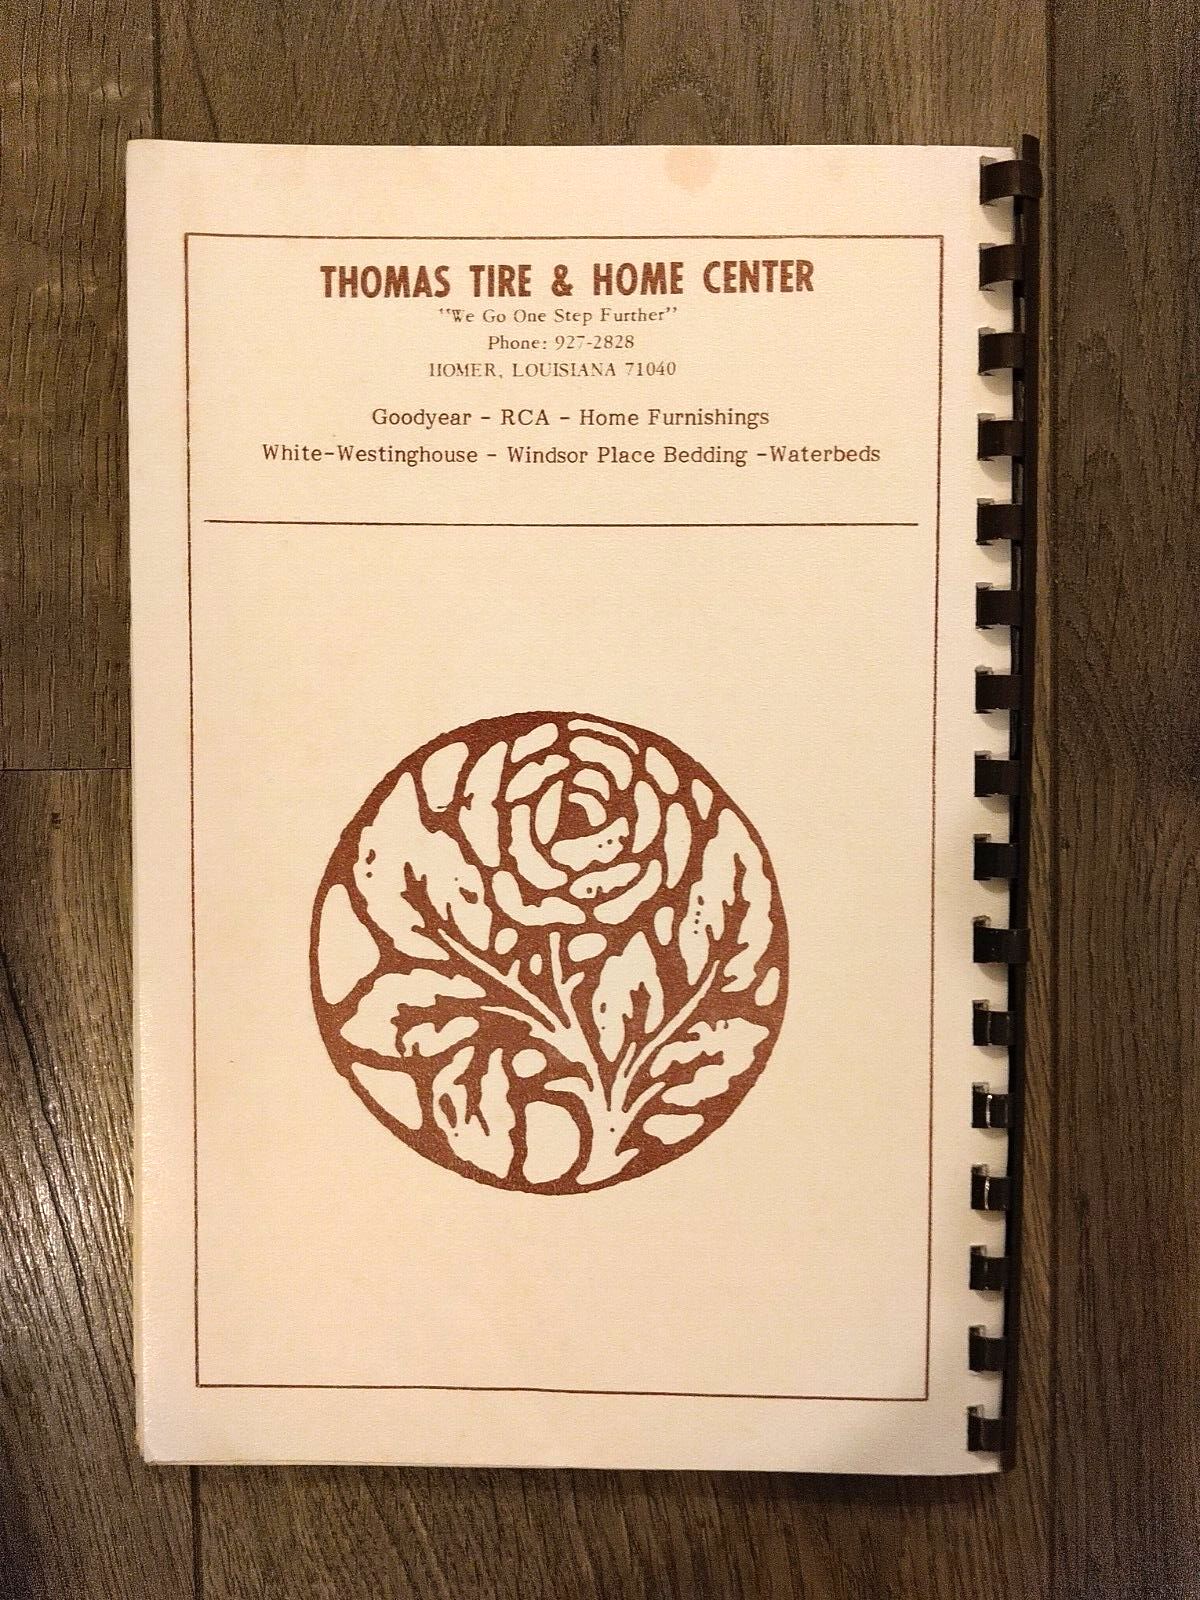 THOMAS TIRE & HOME CENTER
"We Go One Step Further"
Phone: 927-2828
HOMER, LOUISIANA 71040
Goodyear - RCA - Home Furnishings
White-Westinghouse - Windsor Place Bedding -Waterbeds